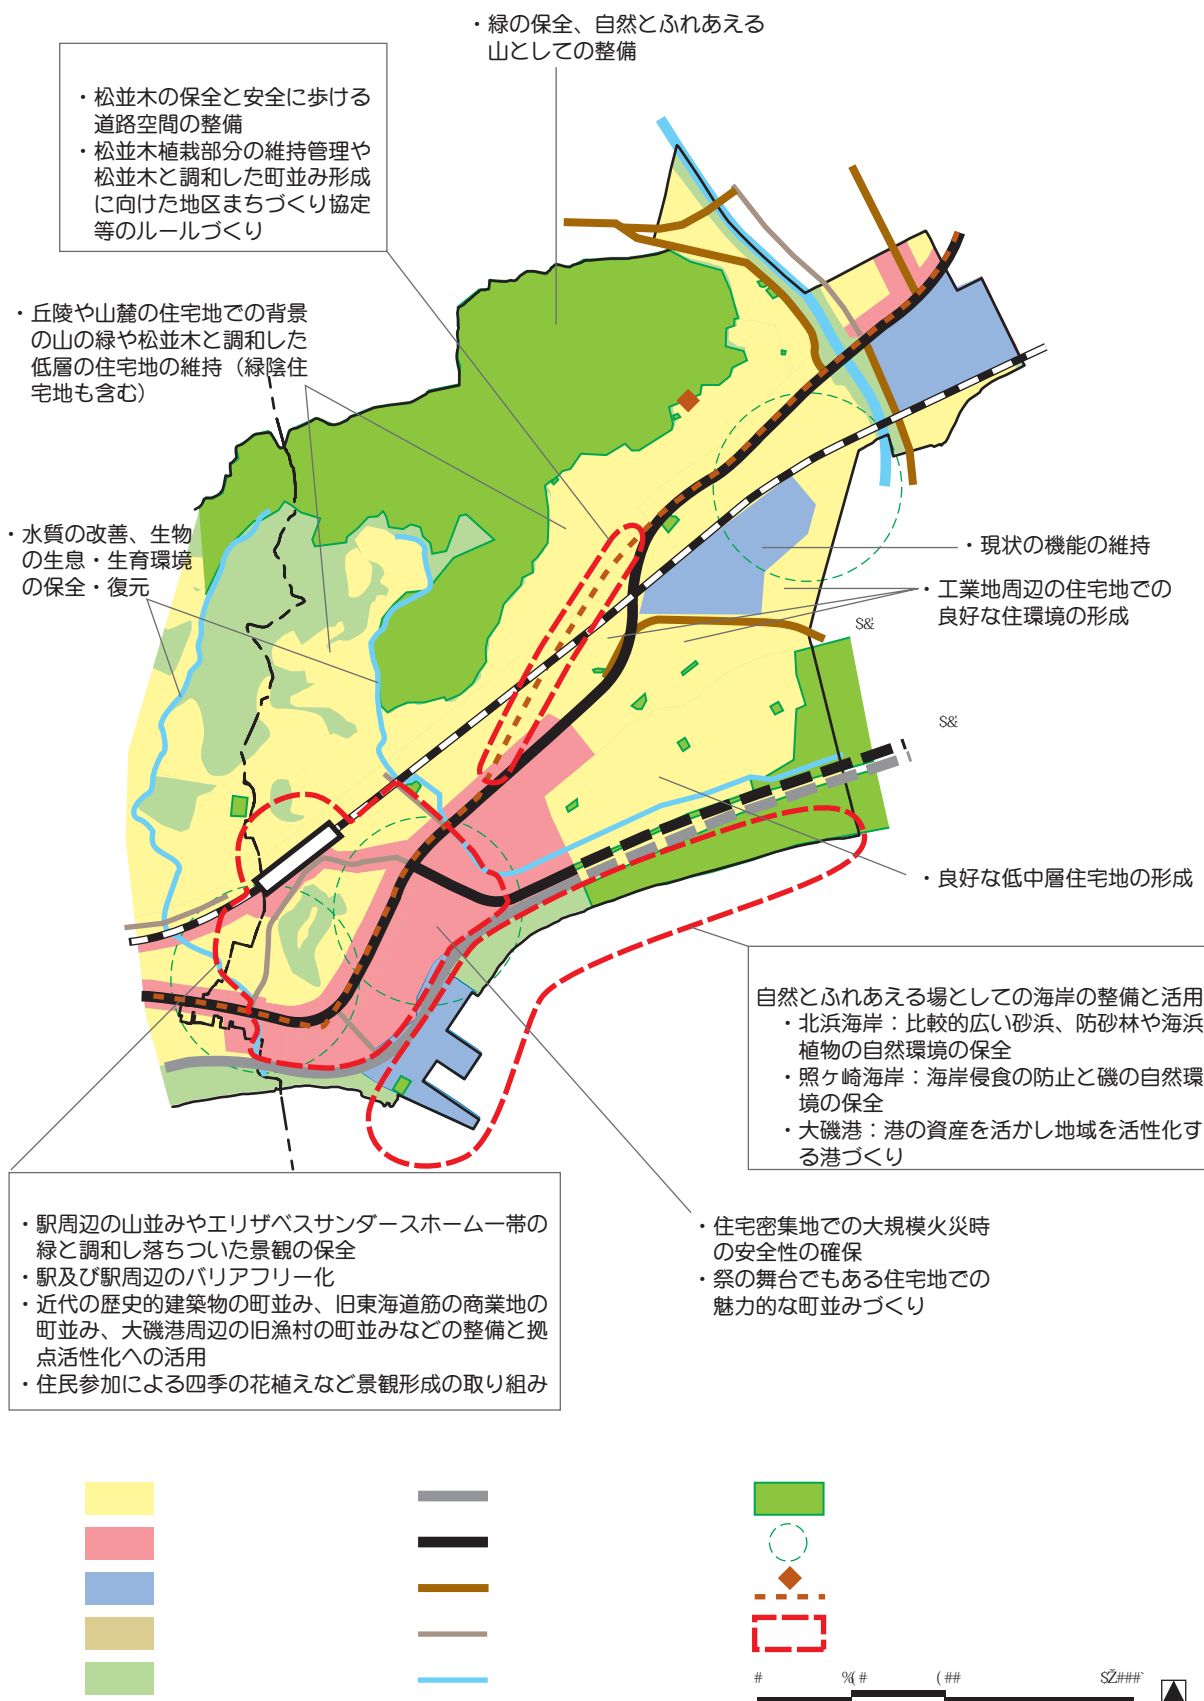 ・緑の保全、自然とふれあえる
山としての整備
・松並木の保全と安全に歩ける
道路空間の整備
・松並木植栽部分の維持管理や
松並木と調和した町並み形成
に向けた地区まちづくり協定
等のルールづくり
・丘陵や山麓の住宅地での背景
の山の緑や松並木と調和した
低層の住宅地の維持（緑陰住
宅地も含む）
・水質の改善、生物
の生息・生育環境
の保全・復元
・現状の機能の維持
・工業地周辺の住宅地での
良好な住環境の形成
・良好な低中層住宅地の形成
自然とふれあえる場としての海岸の整備と活用
・北浜海岸：比較的広い砂浜、防砂林や海浜
植物の自然環境の保全
・照ヶ崎海岸：海岸侵食の防止と磯の自然環
境の保全
・大磯港：港の資産を活かし地域を活性化す
る港づくり
・駅周辺の山並みやエリザベスサンダースホーム一帯の
緑と調和し落ちついた景観の保全
・駅及び駅周辺のバリアフリー化
・近代の歴史的建築物の町並み、旧東海道筋の商業地の
町並み、大磯港周辺の旧漁村の町並みなどの整備と拠
点活性化への活用
・住民参加による四季の花植えなど景観形成の取り組み
・住宅密集地での大規模火災時
の安全性の確保
・祭の舞台でもある住宅地での
魅力的な町並みづくり